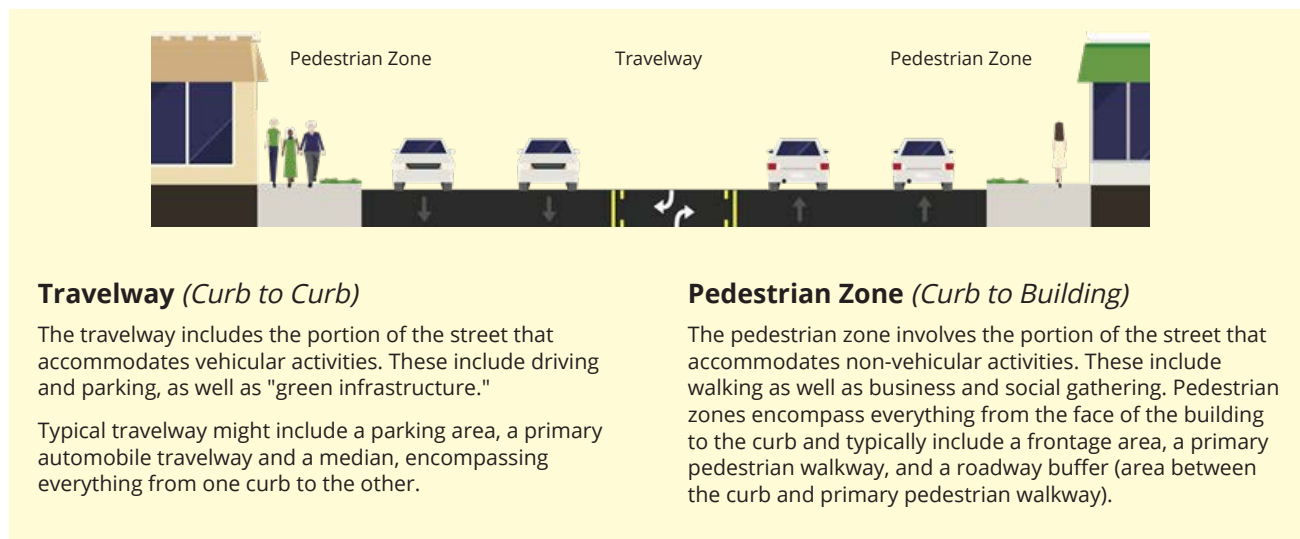 Pedestrian Zone
Travelway
Pedestrian Zone
Travelway (Curb to Curb)
The travelway includes the portion of the street that
accommodates vehicular activities. These include driving
and parking, as well as "green infrastructure."
Typical travelway might include a parking area, a primary
automobile travelway and a median, encompassing
everything from one curb to the other.
Pedestrian Zone (Curb to Building)
The pedestrian zone involves the portion of the street that
accommodates non-vehicular activities. These include
walking as well as business and social gathering. Pedestrian
zones encompass everything from the face of the building
to the curb and typically include a frontage area, a primary
pedestrian walkway, and a roadway buffer (area between
the curb and primary pedestrian walkway).